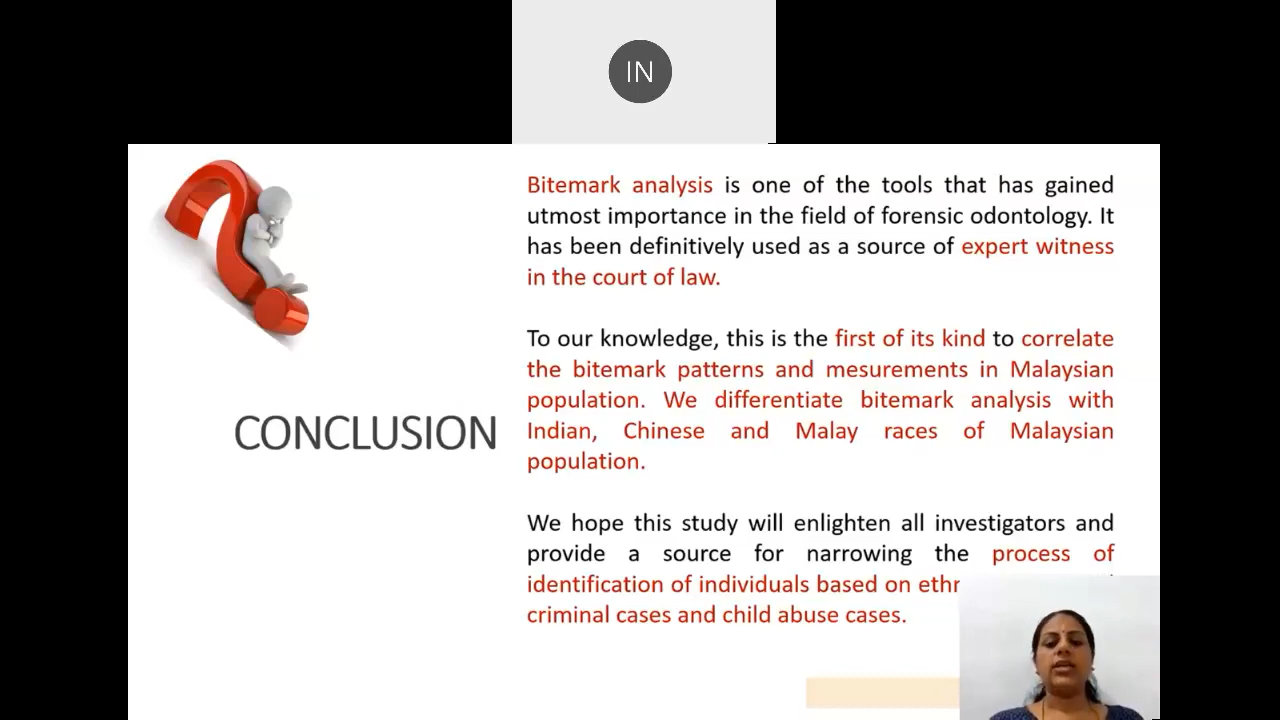 IN
Bitemark analysis is one of the tools that has gained
utmost importance in the field of forensic odontology. It
has been definitively used as a source of expert witness
in the court of law.
To our knowledge, this is the first of its kind to correlate
the bitemark patterns and mesurements in Malaysian
population. We differentiate bitemark analysis with
Indian, Chinese and Malay races of Malaysian
population.
CONCLUSION
We hope this study will enlighten all investigators and
provide a source for narrowing the process of
identification of individuals based on
criminal cases and child abuse cases.